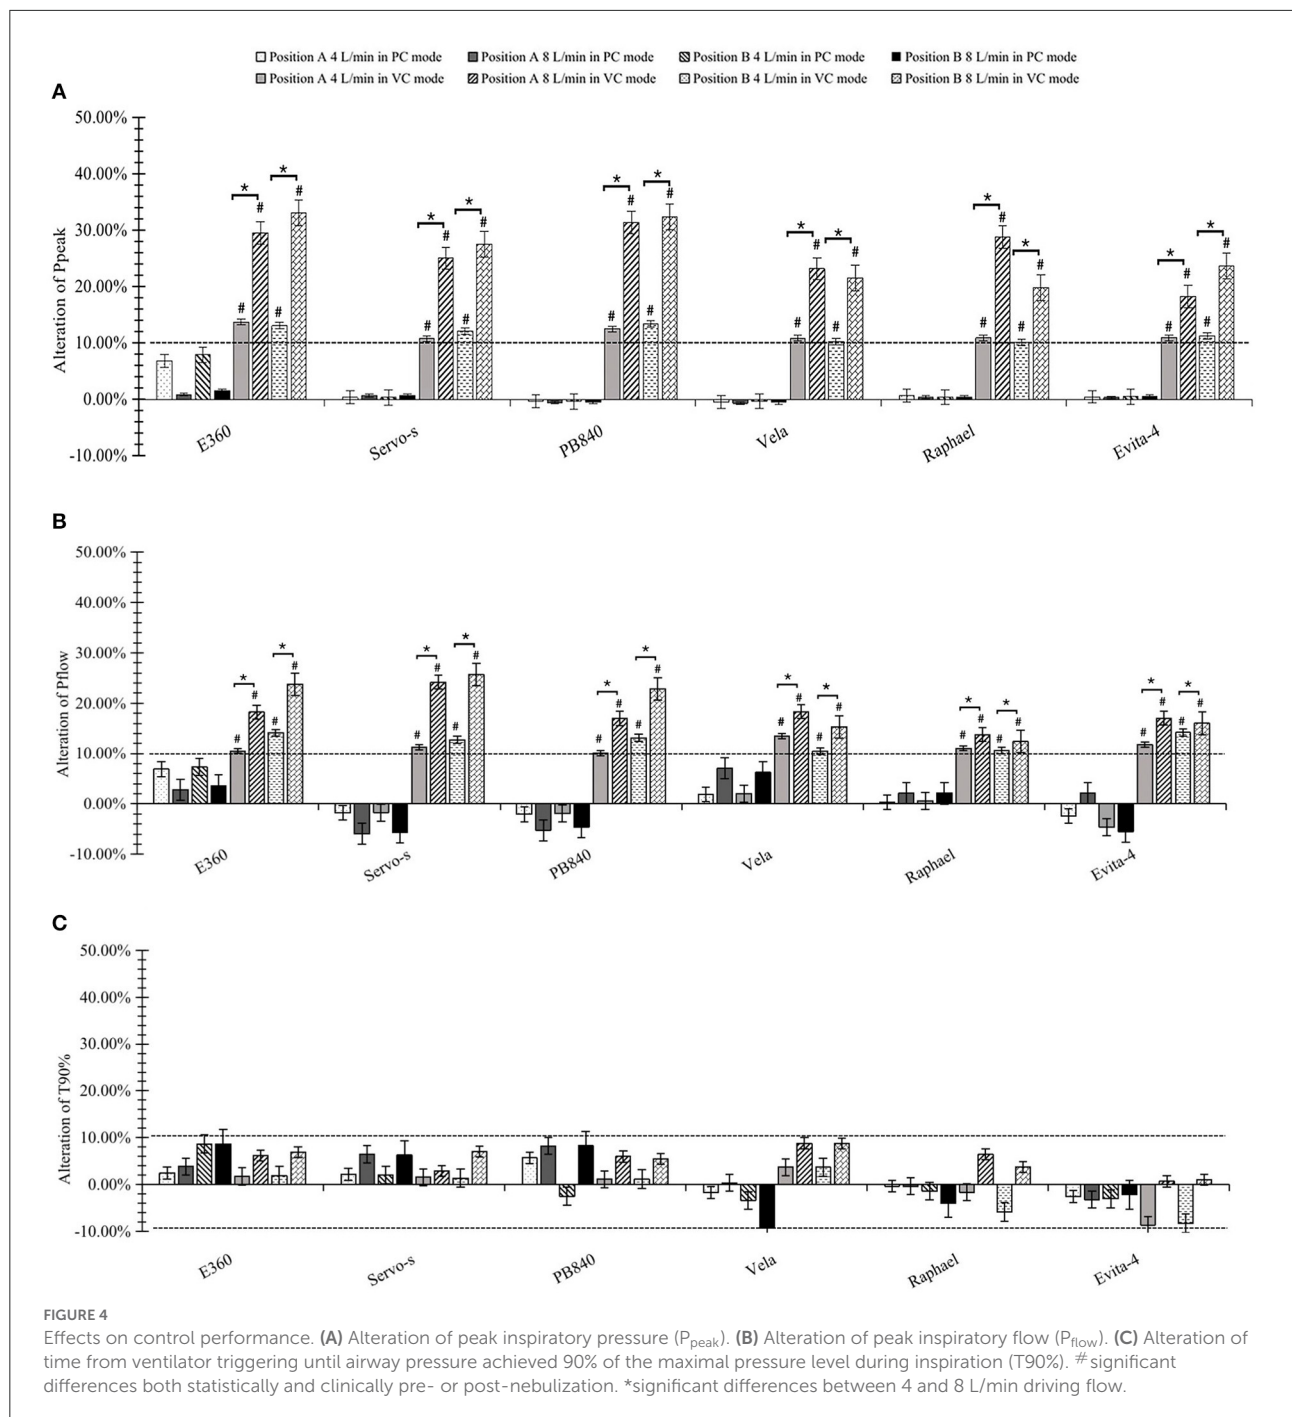 Position A 4 L/min in PC mode Position A 8 L/min in PC mode Position B 4 L/min in PC mode Position B 8 L/min in PC mode
Position A 4 L/min in VC mode Position A 8 L/min in VC mode Position B 4 L/min in VC mode Position B 8 L/min in VC mode
A
50.00%
40.00%
30.00%
20.00%
10.00%
0.00%
-10.00%
Alteration of Ppeak
* * * * * * * * * * * *
# # # # # # # # # # # # # # # # # # # # # # # #
E360 Servo-s PB840 Vela Raphael Evita-4
B
50.00%
40.00%
30.00%
20.00%
10.00%
0.00%
-10.00%
Alteration of Pflow
* * * * * * * * * * * *
# # # # # # # # # # # # # # # # # # # # # # # #
E360 Servo-s PB840 Vela Raphael Evita-4
C
50.00%
40.00%
30.00%
20.00%
10.00%
0.00%
-10.00%
Alteration of T90%
E360 Servo-s PB840 Vela Raphael Evita-4
FIGURE 4
Effects on control performance. (A) Alteration of peak inspiratory pressure (Ppeak). (B) Alteration of peak inspiratory flow (Pflow). (C) Alteration of
time from ventilator triggering until airway pressure achieved 90% of the maximal pressure level during inspiration (T90%). #significant
differences both statistically and clinically pre- or post-nebulization. *significant differences between 4 and 8 L/min driving flow.